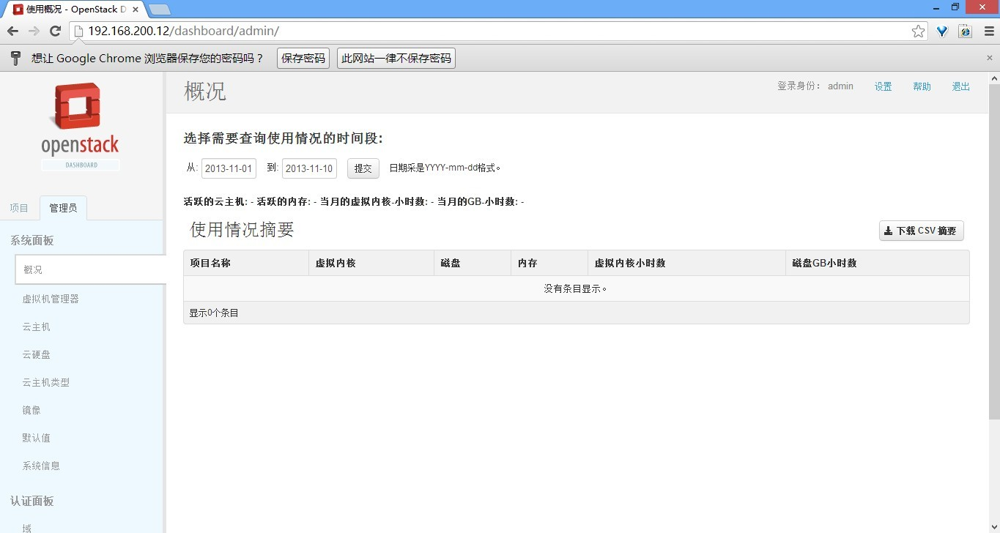 使用概况 - OpenStack D
192.168.200.12/dashboard/admin/
想让 Google Chrome 浏览器保存您的密码吗？ 保存密码 此网站一律不保存密码
openstack
DASHBOARD
项目 管理员
系统面板
概况
虚拟机管理器
云主机
云硬盘
云主机类型
镜像
默认值
系统信息
认证面板
域
概况
登录身份： admin 设置 帮助 退出
选择需要查询使用情况的时间段:
从: 2013-11-01 到: 2013-11-10 提交 日期采是YYYY-mm-dd格式。
活跃的云主机: - 活跃的内存: - 当月的虚拟内核-小时数: - 当月的GB-小时数: -
使用情况摘要
下载 CSV 摘要
项目名称 虚拟内核 磁盘 内存 虚拟内核小时数 磁盘GB小时数
没有条目显示。
显示0个条目